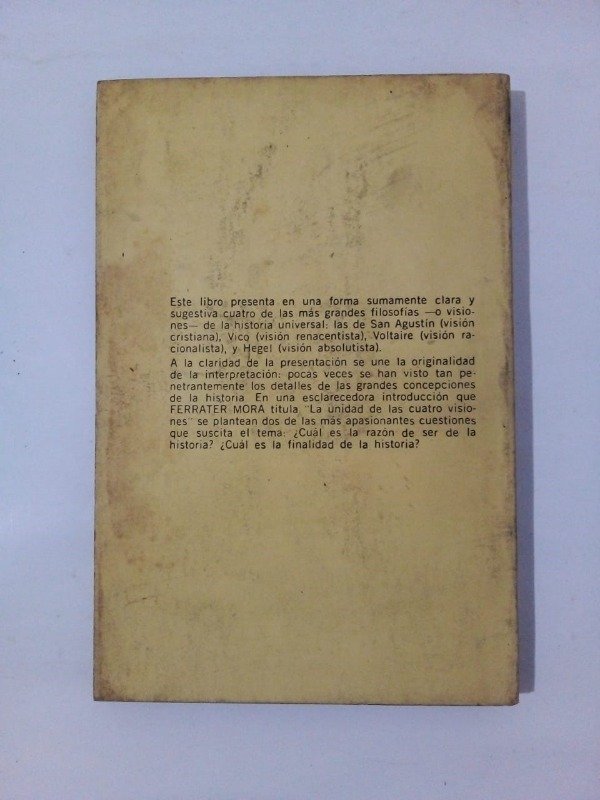 Este libro presenta en una forma sumamente clara y
sugestiva cuatro de las más grandes filosofías —o visio-
nes— de la historia universal: las de San Agustín (visión
cristiana), Vico (visión renacentista), Voltaire (visión ra-
cionalista), y Hegel (visión absolutista).
A la claridad de la presentación se une la originalidad
de la interpretación: pocas veces se han visto tan pe-
netrantemente los detalles de las grandes concepciones
de la historia. En una esclarecedora introducción que
FERRATER MORA titula "La unidad de las cuatro visio-
nes" se plantean dos de las más apasionantes cuestiones
que suscita el tema: ¿Cuál es la razón de ser de la
historia? ¿Cuál es la finalidad de la historia?